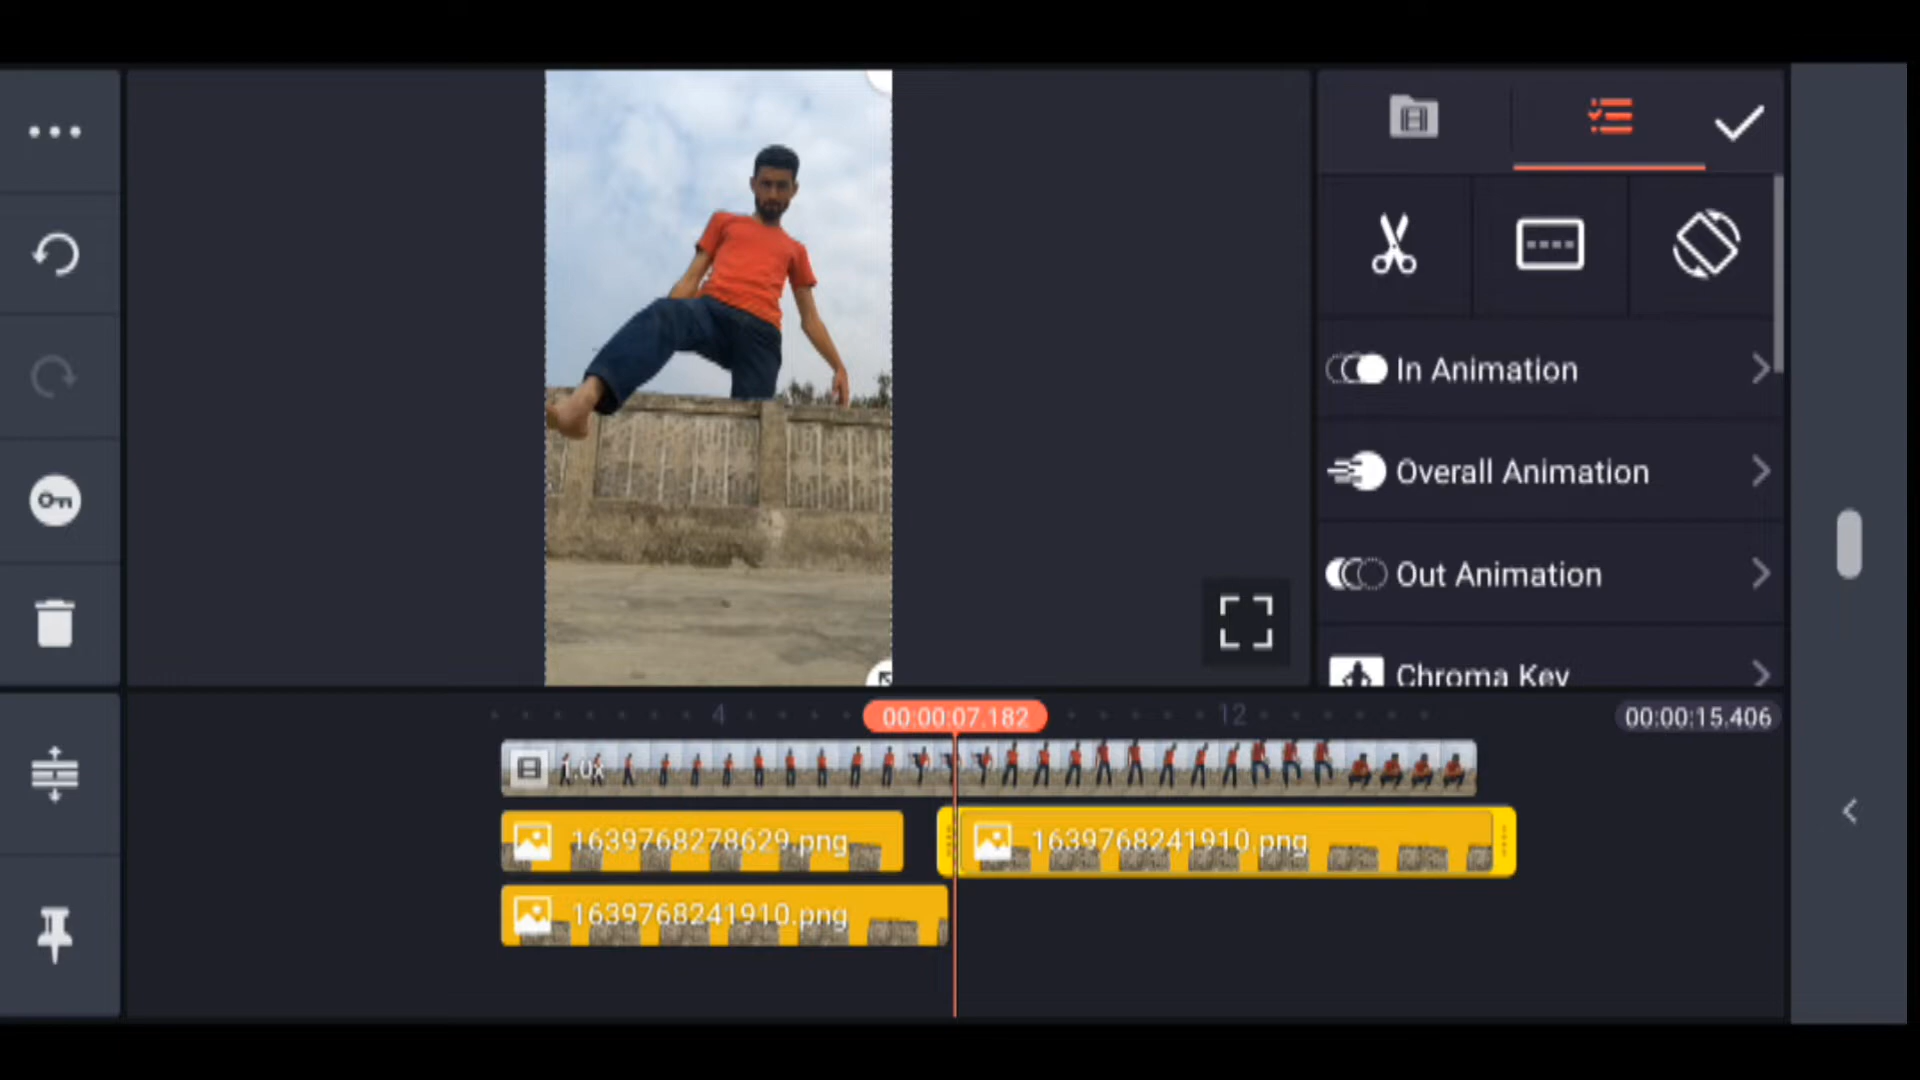 In Animation
Overall Animation
Out Animation
Chroma Key
4
00:00:07.182
12
00:00:15.406
1.0x
1639768278629.png
1639768241910.png
1639768241910.png